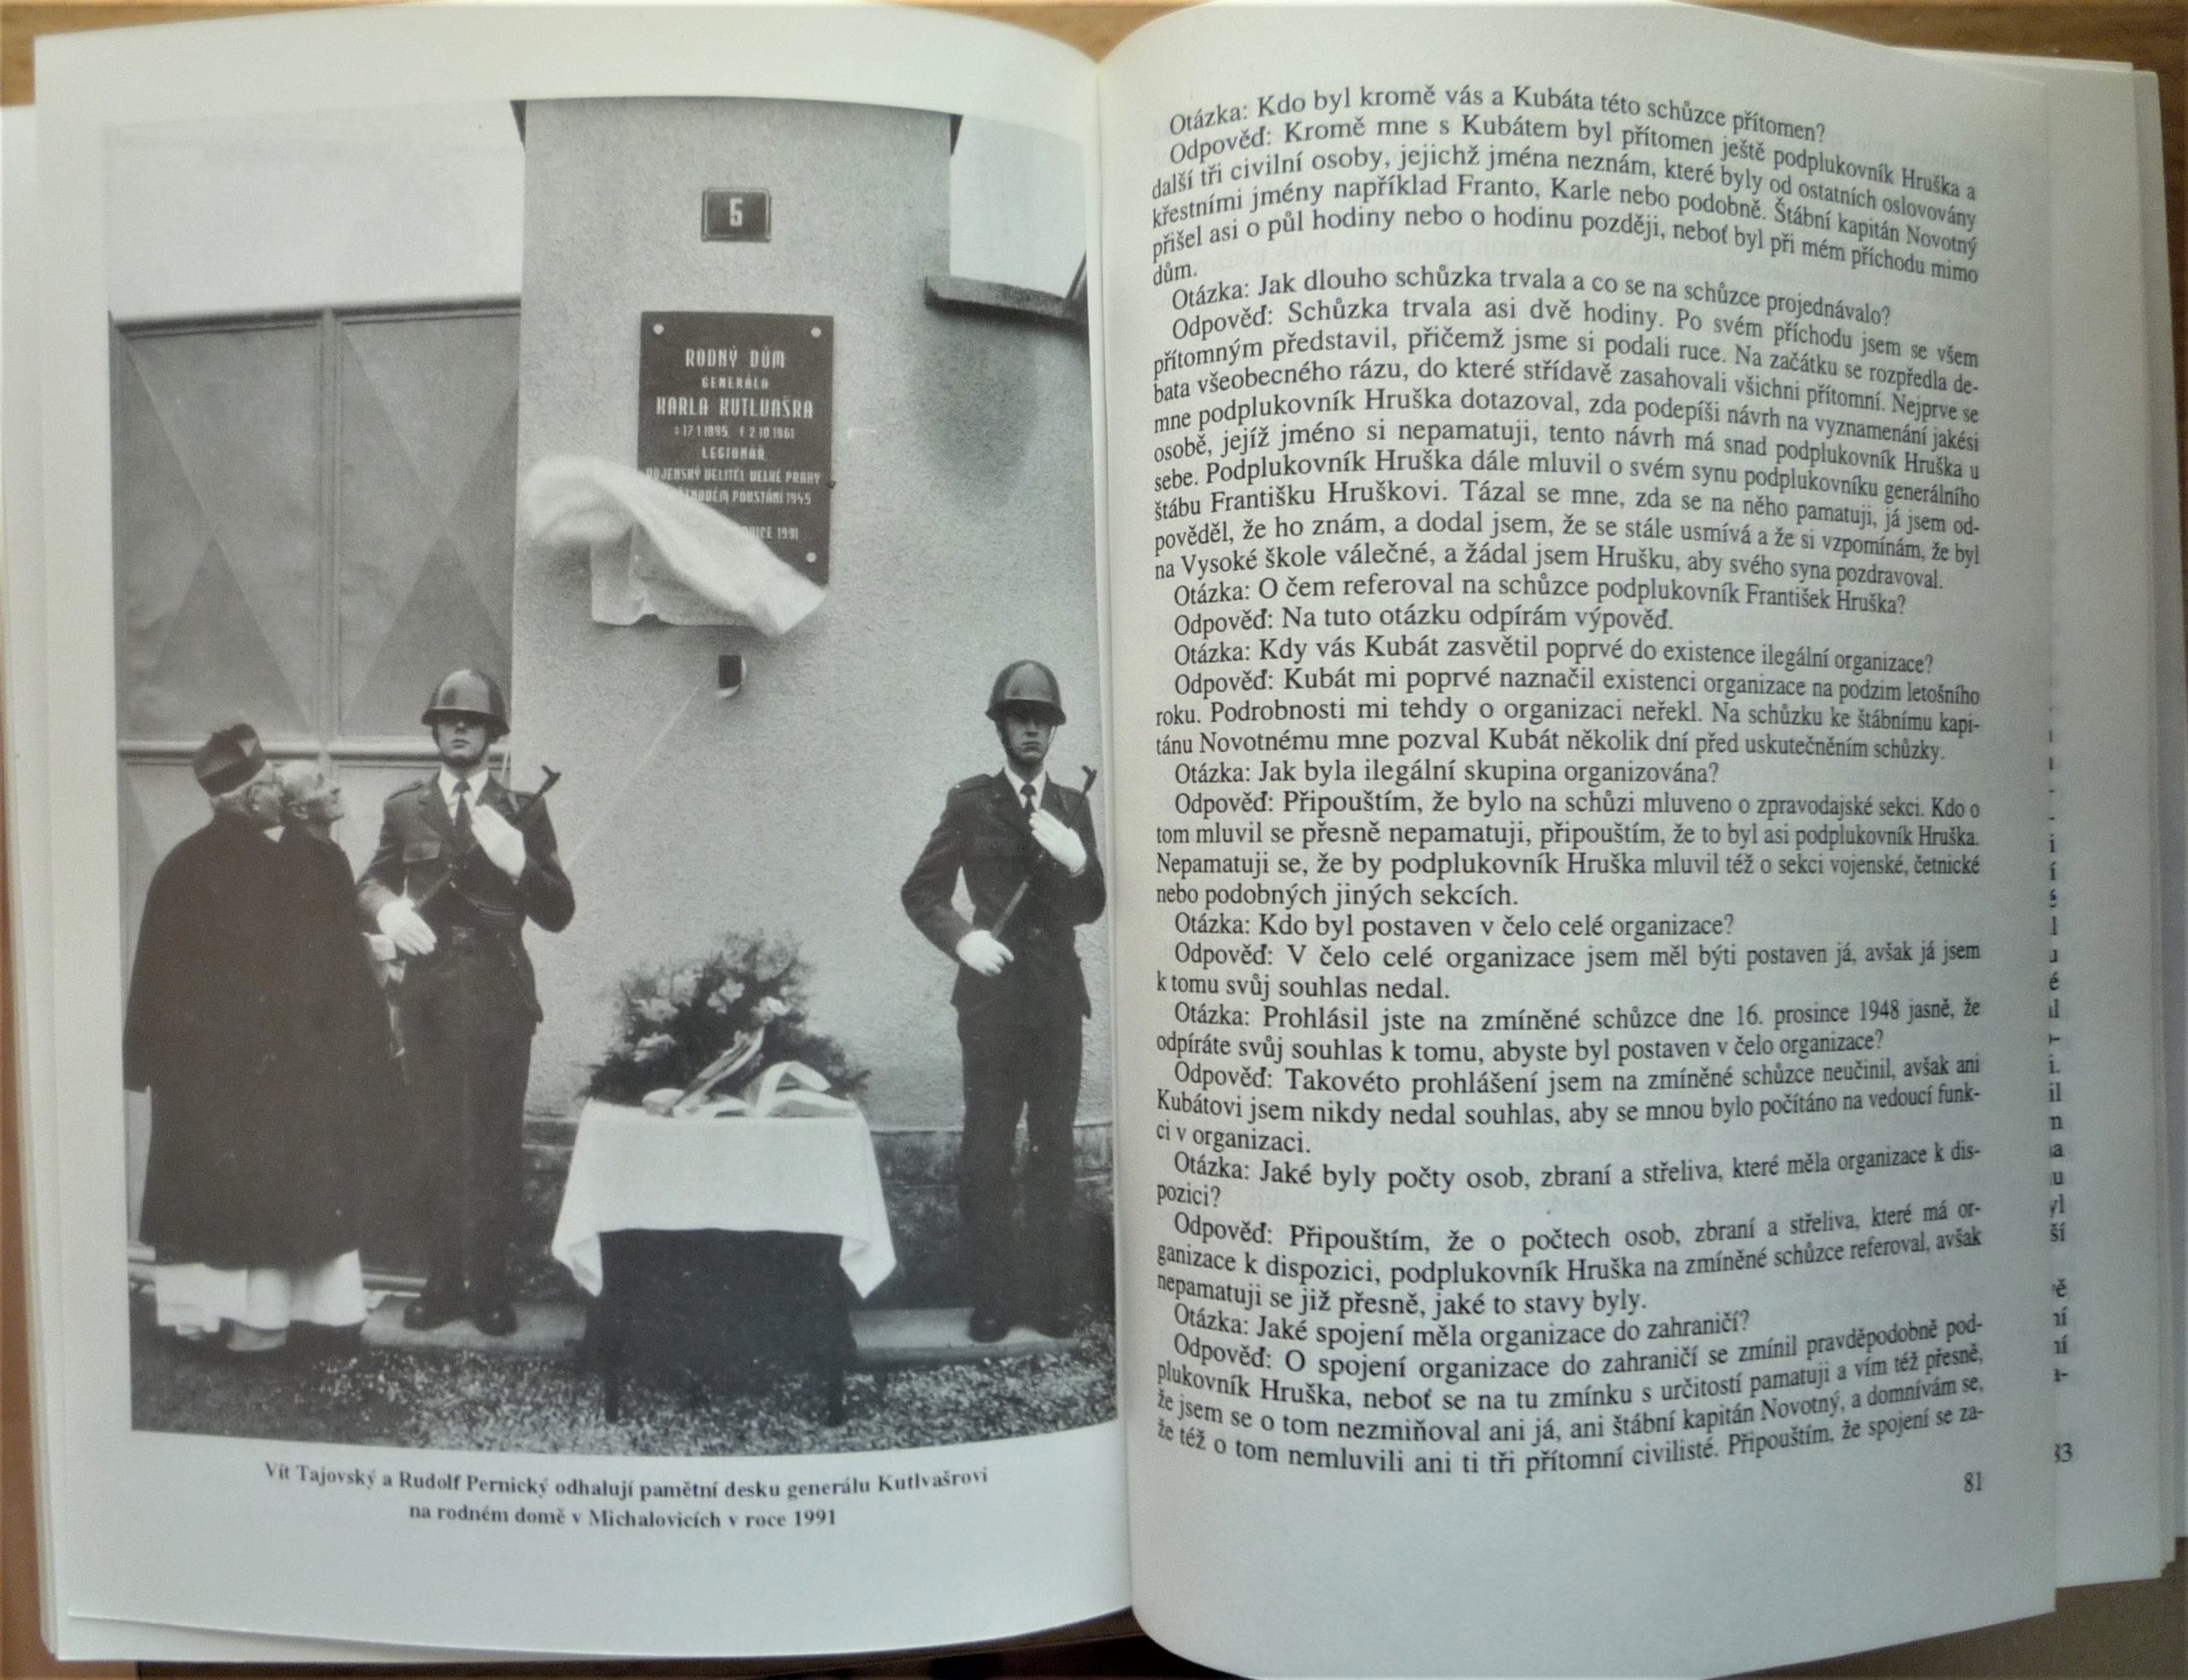 5
RODNÝ DŮM
GENERÁLA
KARLA KUTLVAŠRA
17 1 1895 † 2 10 1961
LEGIONÁŘ
VOJENSKÝ VELITEL VELKÉ PRAHY
POVSTÁNÍ 1945
1991
Vít Tajovský a Rudolf Pernický odhalují pamětní desku generálu Kutlvašrovi
na rodném domě v Michalovicích v roce 1991
Otázka: Kdo byl kromě vás a Kubáta této schůzce přítomen?
Odpověď: Kromě mne s Kubátem byl přítomen ještě podplukovník Hruška a
další tři civilní osoby, jejichž jména neznám, které byly od ostatních oslovovány
křestními jmény například Franto, Karle nebo podobně. Štábní kapitán Novotný
přišel asi o půl hodiny nebo o hodinu později, neboť byl při mém příchodu mimo
dům.
Otázka: Jak dlouho schůzka trvala a co se na schůzce projednávalo?
Odpověď: Schůzka trvala asi dvě hodiny. Po svém příchodu jsem se všem
přítomným představil, přičemž jsme si podali ruce. Na začátku se rozpředla de-
bata všeobecného rázu, do které střídavě zasahovali všichni přítomní. Nejprve se
mne podplukovník Hruška dotazoval, zda podepíši návrh na vyznamenání jakési
osobě, jejíž jméno si nepamatuji, tento návrh má snad podplukovník Hruška u
sebe. Podplukovník Hruška dále mluvil o svém synu podplukovníku generálního
štábu Františku Hruškovi. Tázal se mne, zda se na něho pamatuji, já jsem od-
pověděl, že ho znám, a dodal jsem, že se stále usmívá a že si vzpomínám, že byl
na Vysoké škole válečné, a žádal jsem Hrušku, aby svého syna pozdravoval.
Otázka: O čem referoval na schůzce podplukovník František Hruška?
Odpověď: Na tuto otázku odpírám výpověď.
Otázka: Kdy vás Kubát zasvětil poprvé do existence ilegální organizace?
Odpověď: Kubát mi poprvé naznačil existenci organizace na podzim letošního
roku. Podrobnosti mi tehdy o organizaci neřekl. Na schůzku ke štábnímu kapi-
tánu Novotnému mne pozval Kubát několik dní před uskutečněním schůzky.
Otázka: Jak byla ilegální skupina organizována?
Odpověď: Připouštím, že bylo na schůzi mluveno o zpravodajské sekci. Kdo o
tom mluvil se přesně nepamatuji, připouštím, že to byl asi podplukovník Hruška.
Nepamatuji se, že by podplukovník Hruška mluvil též o sekci vojenské, četnické
nebo podobných jiných sekcích.
Otázka: Kdo byl postaven v čelo celé organizace?
Odpověď: V čelo celé organizace jsem měl býti postaven já, avšak já jsem
k tomu svůj souhlas nedal.
Otázka: Prohlásil jste na zmíněné schůzce dne 16. prosince 1948 jasně, že
odpíráte svůj souhlas k tomu, abyste byl postaven v čelo organizace?
Odpověď: Takovéto prohlášení jsem na zmíněné schůzce neučinil, avšak ani
Kubátovi jsem nikdy nedal souhlas, aby se mnou bylo počítáno na vedoucí funk-
ci v organizaci.
Otázka: Jaké byly počty osob, zbraní a střeliva, které měla organizace k dis-
pozici?
Odpověď: Připouštím, že o počtech osob, zbraní a střeliva, které má or-
ganizace k dispozici, podplukovník Hruška na zmíněné schůzce referoval, avšak
nepamatuji se již přesně, jaké to stavy byly.
Otázka: Jaké spojení měla organizace do zahraničí?
Odpověď: O spojení organizace do zahraničí se zmínil pravděpodobně pod-
plukovník Hruška, neboť se na tu zmínku s určitostí pamatuji a vím též přesně,
že jsem se o tom nezmiňoval ani já, ani štábní kapitán Novotný, a domnívám se,
že též o tom nemluvili ani ti tři přítomní civilisté. Připouštím, že spojení se za-
81